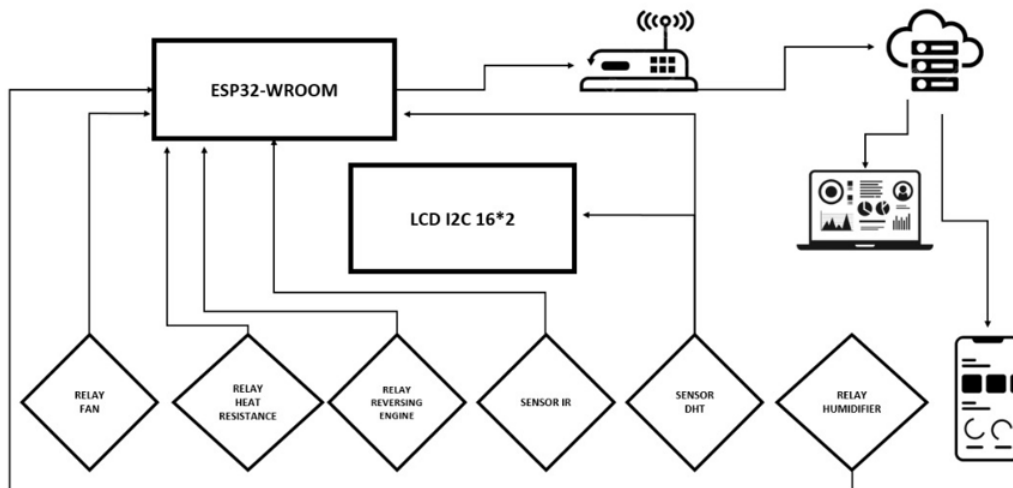 ESP32-WROOM
LCD I2C 16*2
RELAY
FAN
RELAY
HEAT
RESISTANCE
RELAY
REVERSING
ENGINE
SENSOR IR
SENSOR
DHT
RELAY
HUMIDIFIER